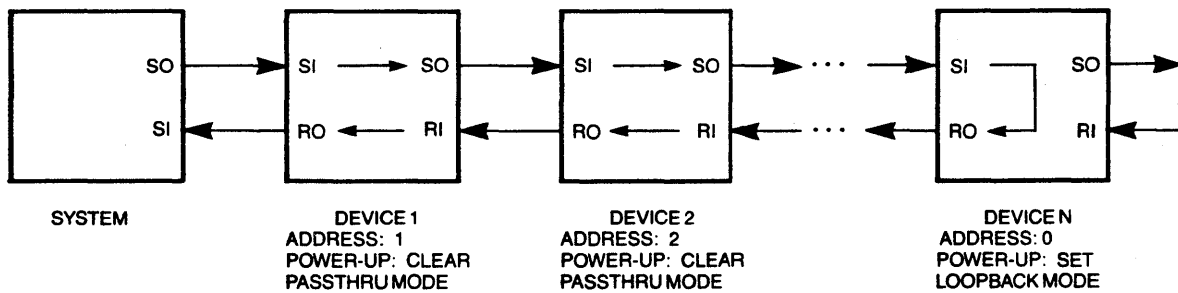 SO
SI
SI
SO
RO
RI
SI
SO
RO
RI
...
...
SI
SO
RO
RI
SYSTEM
DEVICE 1
ADDRESS: 1
POWER-UP: CLEAR
PASSTHRU MODE
DEVICE 2
ADDRESS: 2
POWER-UP: CLEAR
PASSTHRU MODE
DEVICE N
ADDRESS: 0
POWER-UP: SET
LOOPBACK MODE